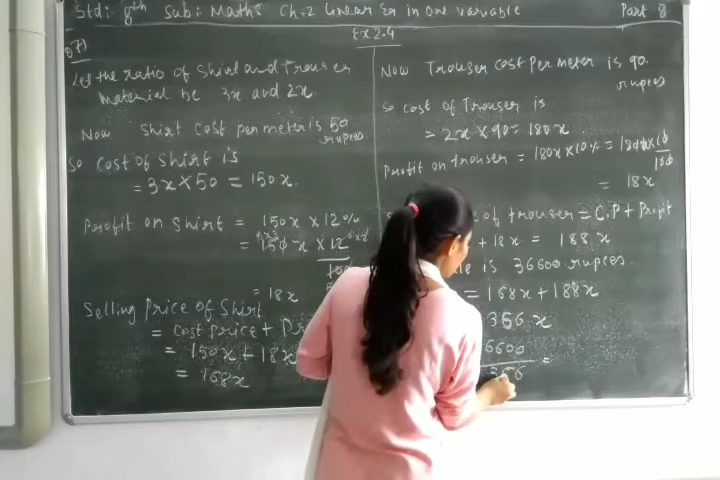 Std: 8th Sub: Maths Ch-2 Linear Eq in One variable Part 8
Ex 2.4
Q7)
Let the ratio of Shirt and Trouser
material be 3x and 2x.
Now Shirt Cost per meter is 50
rupees
So Cost of Shirt is
= 3x × 50 = 150x.
Profit on Shirt = 150x × 12%
= 150x × 12
100
= 18x
Selling Price of Shirt
= Cost price +
= 150x + 18x
= 168x
Now Trouser Cost Per meter is 90.
rupees
So Cost of Trouser is
= 2x × 90 = 180x
Profit on trouser = 180x × 10% = 180x × 10
100
= 18x
of trouser = C.P + Profit
+ 18x = 188x
is 36600 rupees
= 168x + 188x
356x
6600 =
356